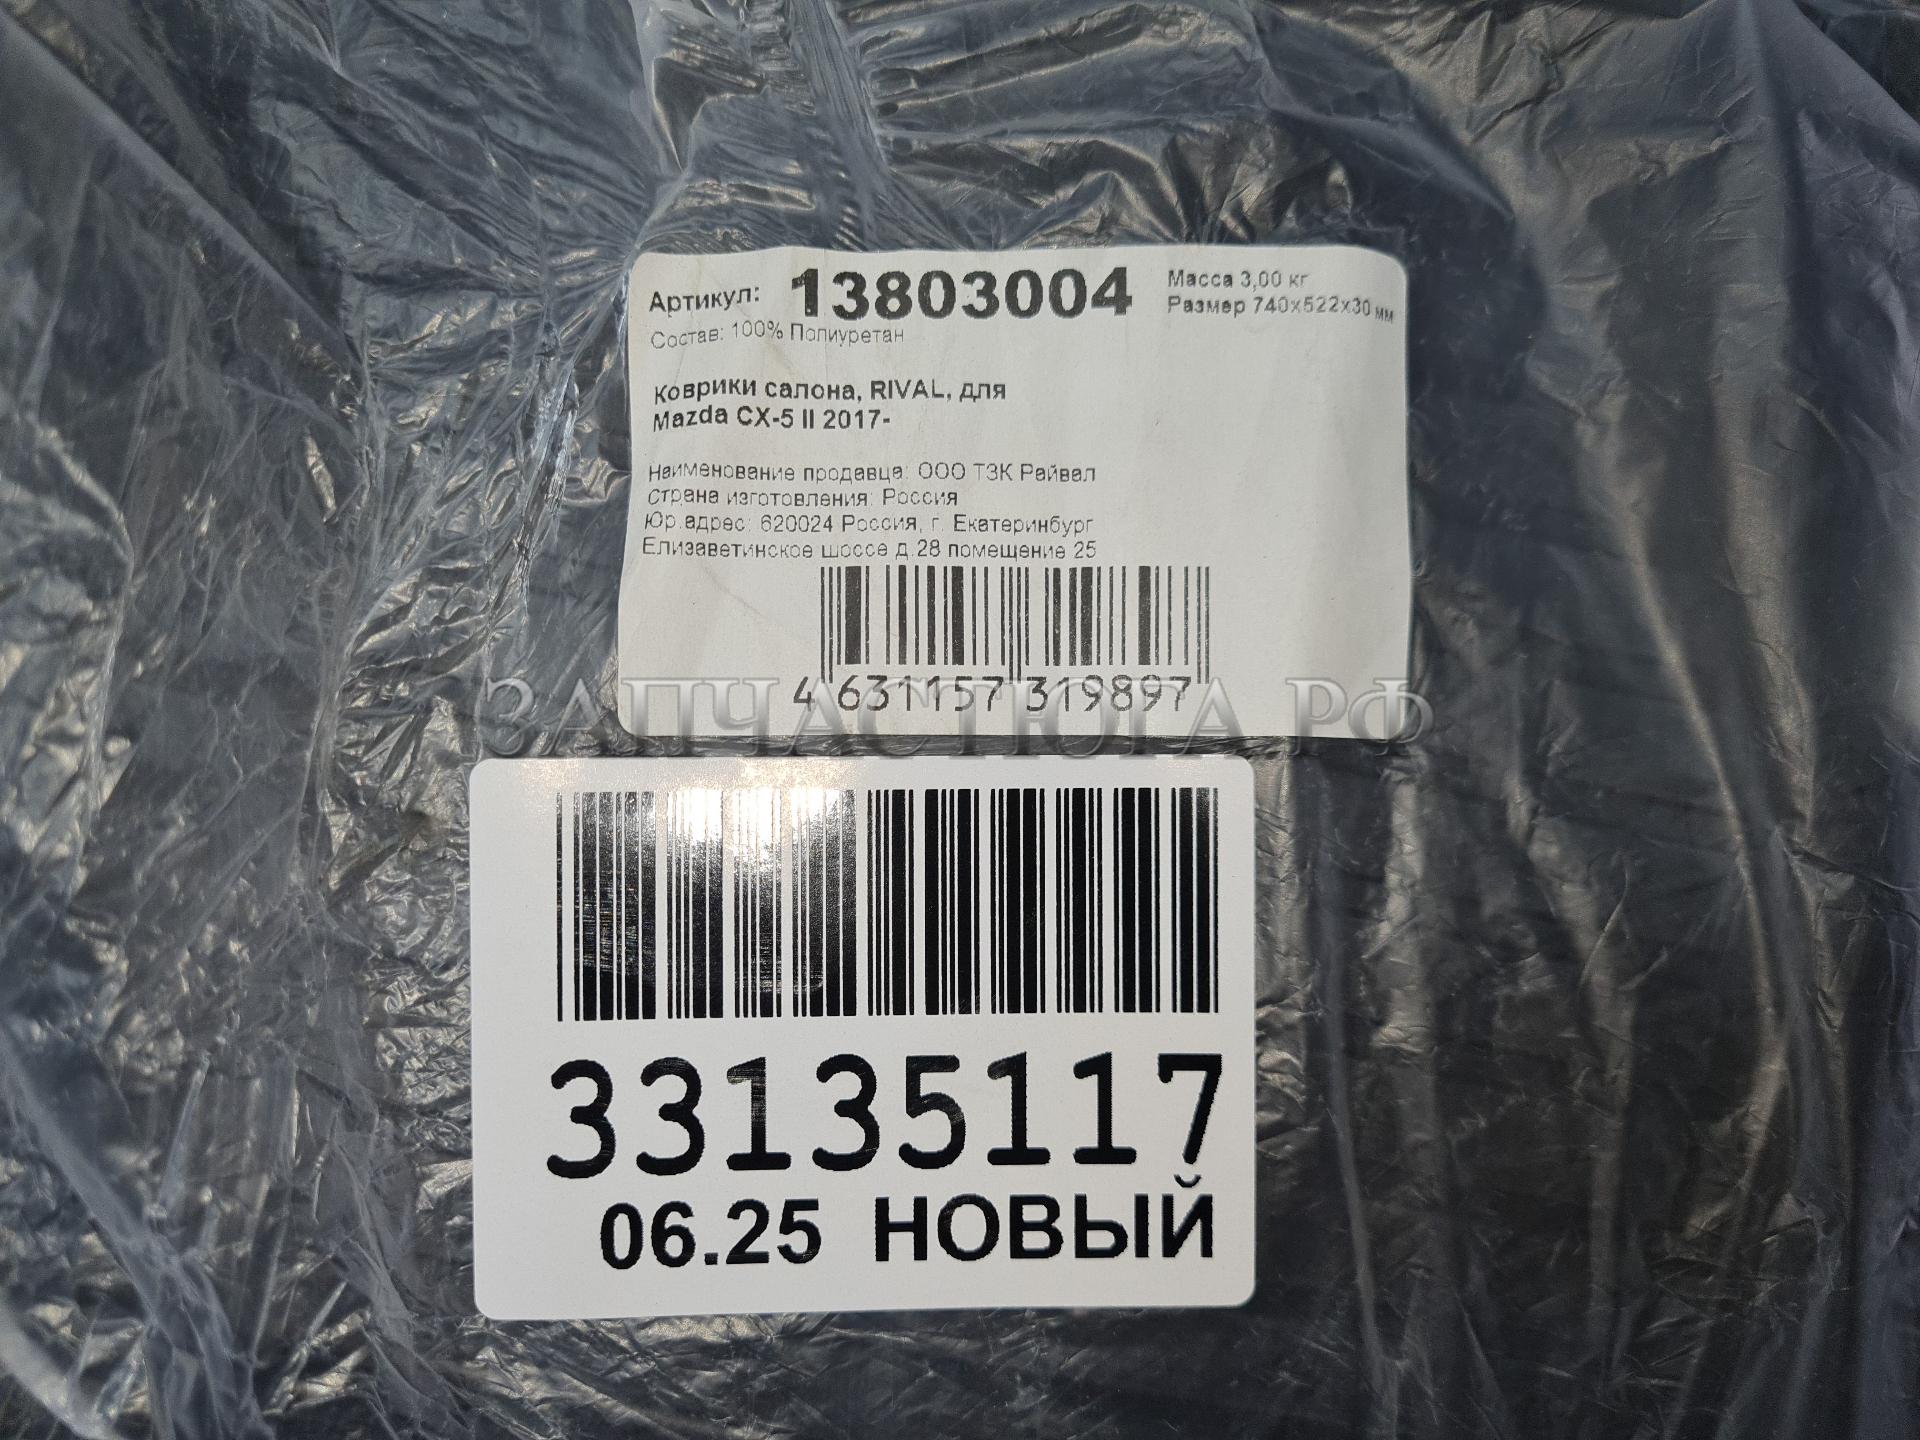 Артикул: 13803004
Масса 3,00 кг
Размер 740x522x30 мм
Состав: 100% Полиуретан
Коврики салона, RIVAL, для
Mazda CX-5 II 2017-
Наименование продавца: ООО ТЗК Райвал
Страна изготовления: Россия
Юр.адрес: 620024 Россия, г. Екатеринбург
Елизаветинское шоссе д.28 помещение 25
4 631157 319897
ЗАПЧАСТЮГА.РФ
33135117
06.25 НОВЫЙ